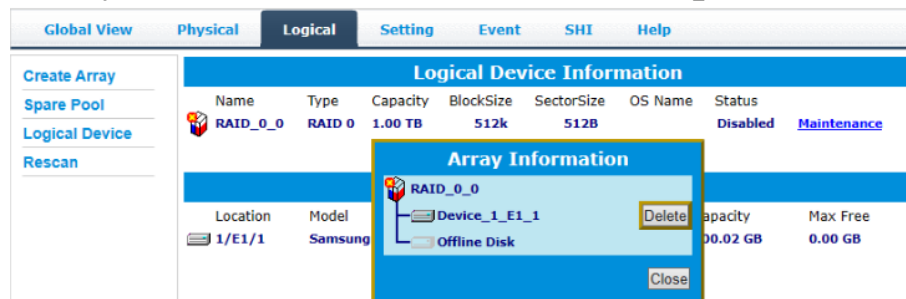 Global View Physical Logical Setting Event SHI Help
Create Array
Spare Pool
Logical Device
Rescan
Logical Device Information
Name Type Capacity BlockSize SectorSize OS Name Status
RAID_0_0 RAID 0 1.00 TB 512k 512B Disabled Maintenance
Array Information
RAID_0_0
Device_1_E1_1 Delete
Offline Disk
Close
Location Model apacity Max Free
1/E1/1 Samsung 00.02 GB 0.00 GB